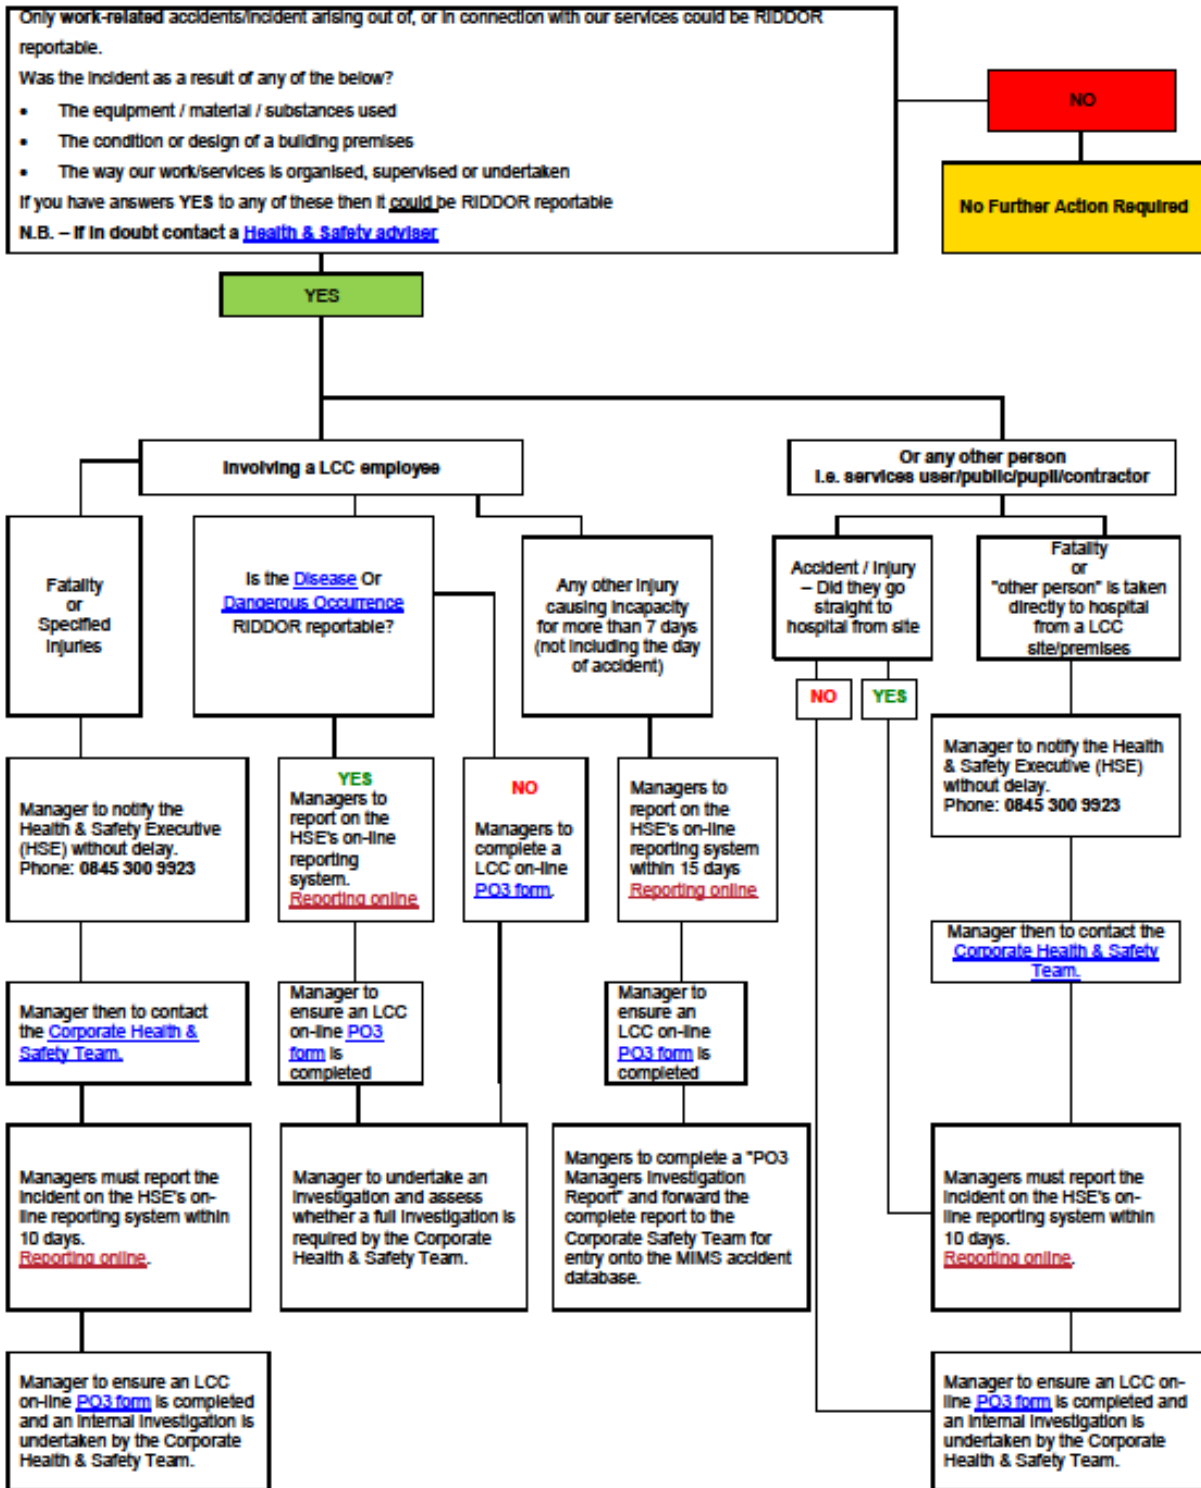 Only work-related accidents/incident arising out of, or in connection with our services could be RIDDOR
reportable.
Was the incident as a result of any of the below?
• The equipment / material / substances used
• The condition or design of a building premises
• The way our work/services is organised, supervised or undertaken
If you have answers YES to any of these then it could be RIDDOR reportable
N.B. – If in doubt contact a Health & Safety adviser
NO
No Further Action Required
YES
Involving a LCC employee
Or any other person
i.e. services user/public/pupil/contractor
Fatality
or
Specified
Injuries
Is the Disease Or
Dangerous Occurrence
RIDDOR reportable?
Any other injury
causing incapacity
for more than 7 days
(not including the day
of accident)
Accident / Injury
– Did they go
straight to
hospital from site
Fatality
or
"other person" is taken
directly to hospital
from a LCC
site/premises
NO
YES
Manager to notify the
Health & Safety Executive
(HSE) without delay.
Phone: 0845 300 9923
YES
Managers to
report on the
HSE's on-line
reporting
system.
Reporting online
NO
Managers to
complete a
LCC on-line
PO3 form.
Managers to
report on the
HSE's on-line
reporting system
within 15 days
Reporting online
Manager to notify the Health
& Safety Executive (HSE)
without delay.
Phone: 0845 300 9923
Manager then to contact
the Corporate Health &
Safety Team.
Manager to
ensure an LCC
on-line PO3
form is
completed
Manager to
ensure an
LCC on-line
PO3 form is
completed
Manager then to contact the
Corporate Health & Safety
Team.
Managers must report the
incident on the HSE's on-
line reporting system within
10 days.
Reporting online.
Manager to undertake an
investigation and assess
whether a full investigation is
required by the Corporate
Health & Safety Team.
Mangers to complete a "PO3
Managers Investigation
Report" and forward the
complete report to the
Corporate Safety Team for
entry onto the MIMS accident
database.
Managers must report the
incident on the HSE's on-
line reporting system within
10 days.
Reporting online.
Manager to ensure an LCC
on-line PO3 form is completed
and an internal investigation is
undertaken by the Corporate
Health & Safety Team.
Manager to ensure an LCC on-
line PO3 form is completed and
an internal investigation is
undertaken by the Corporate
Health & Safety Team.